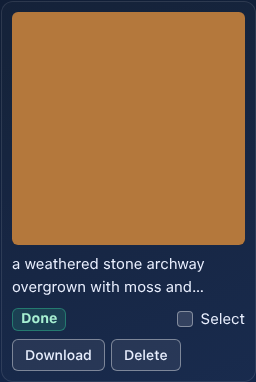 a weathered stone archway
overgrown with moss and...
Done
Select
Download
Delete